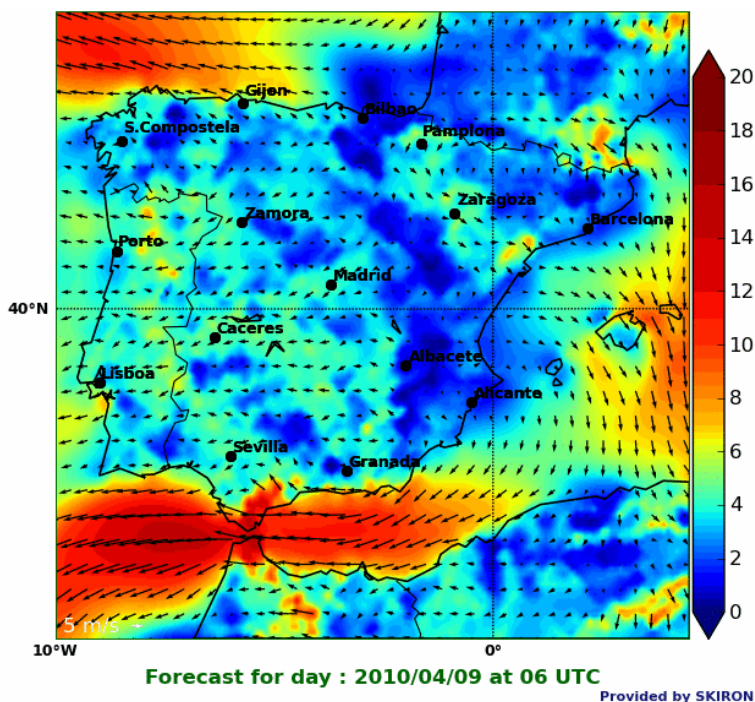 Gijon
S.Compostela
Bilbao
Pamplona
Zamora
Zaragoza
Barcelona
Porto
Madrid
40°N
Caceres
Albacete
Lisboa
Alicante
Sevilla
Granada
5 m/s
10°W
0°
20
18
16
14
12
10
8
6
4
2
0
Forecast for day : 2010/04/09 at 06 UTC
Provided by SKIRON